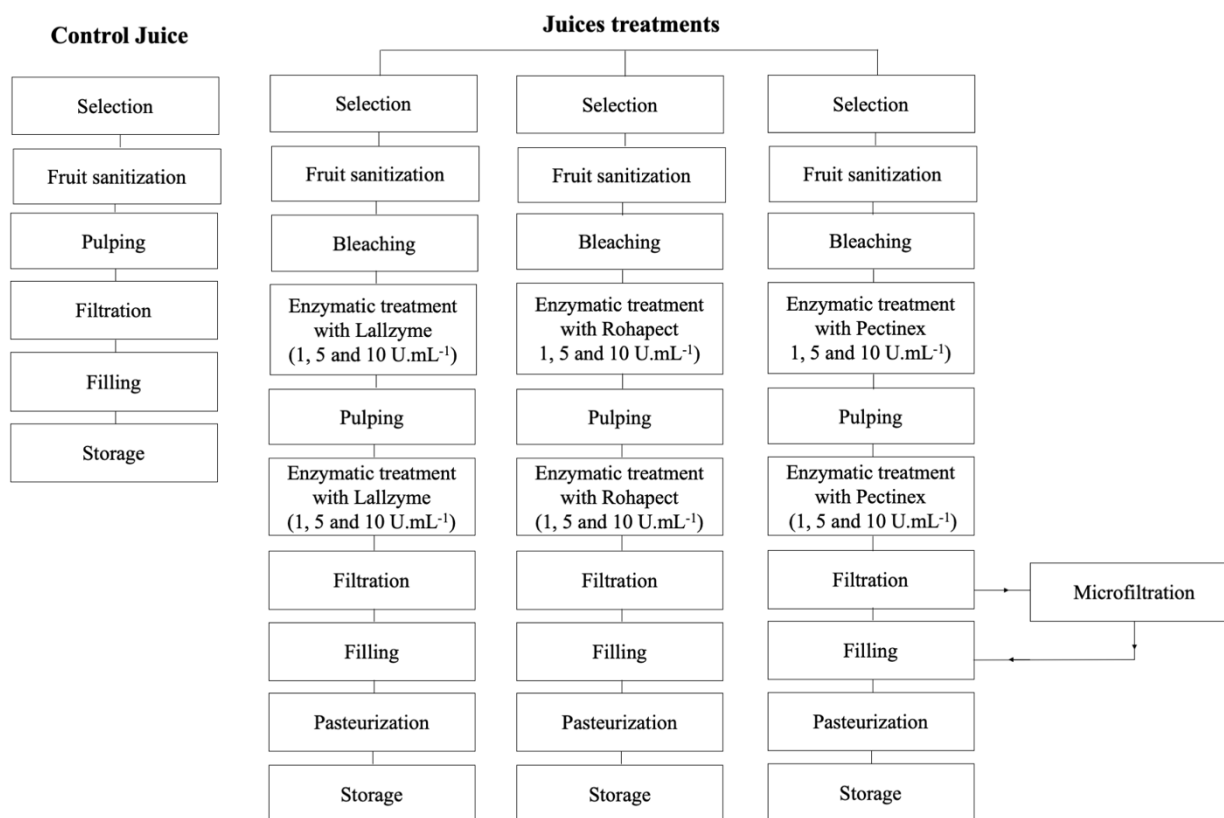 Control Juice
Selection
Fruit sanitization
Pulping
Filtration
Filling
Storage
Juices treatments
Selection
Fruit sanitization
Bleaching
Enzymatic treatment
with Lallzyme
(1, 5 and 10 U.mL⁻¹)
Pulping
Enzymatic treatment
with Lallzyme
(1, 5 and 10 U.mL⁻¹)
Filtration
Filling
Pasteurization
Storage
Selection
Fruit sanitization
Bleaching
Enzymatic treatment
with Rohapect
1, 5 and 10 U.mL⁻¹)
Pulping
Enzymatic treatment
with Rohapect
(1, 5 and 10 U.mL⁻¹)
Filtration
Filling
Pasteurization
Storage
Selection
Fruit sanitization
Bleaching
Enzymatic treatment
with Pectinex
1, 5 and 10 U.mL⁻¹)
Pulping
Enzymatic treatment
with Pectinex
(1, 5 and 10 U.mL⁻¹)
Filtration
Microfiltration
Filling
Pasteurization
Storage